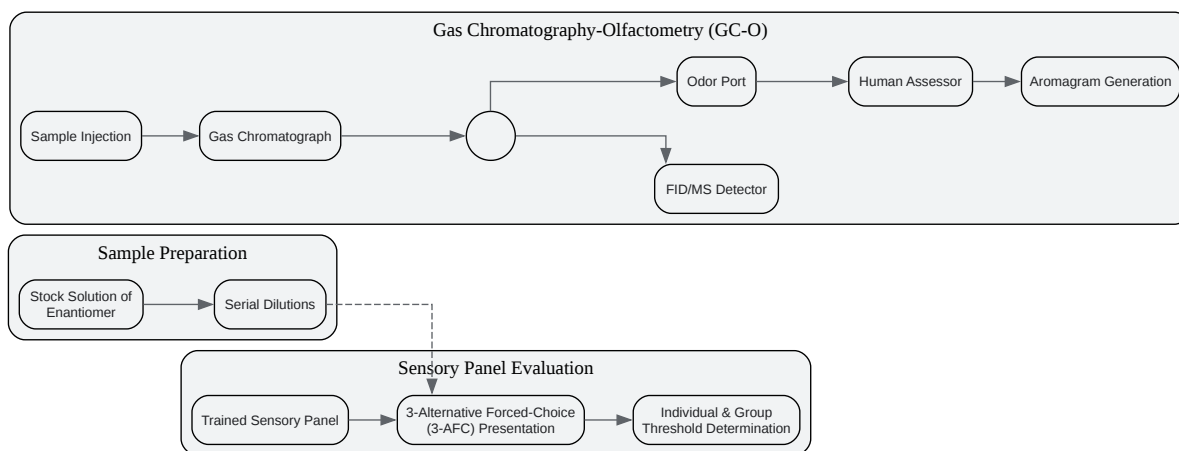 Gas Chromatography-Olfactometry (GC-O)
Odor Port
Human Assessor
Aromagram Generation
Sample Injection
Gas Chromatograph
FID/MS Detector
Sample Preparation
Stock Solution of
Enantiomer
Serial Dilutions
Sensory Panel Evaluation
Trained Sensory Panel
3-Alternative Forced-Choice
(3-AFC) Presentation
Individual & Group
Threshold Determination